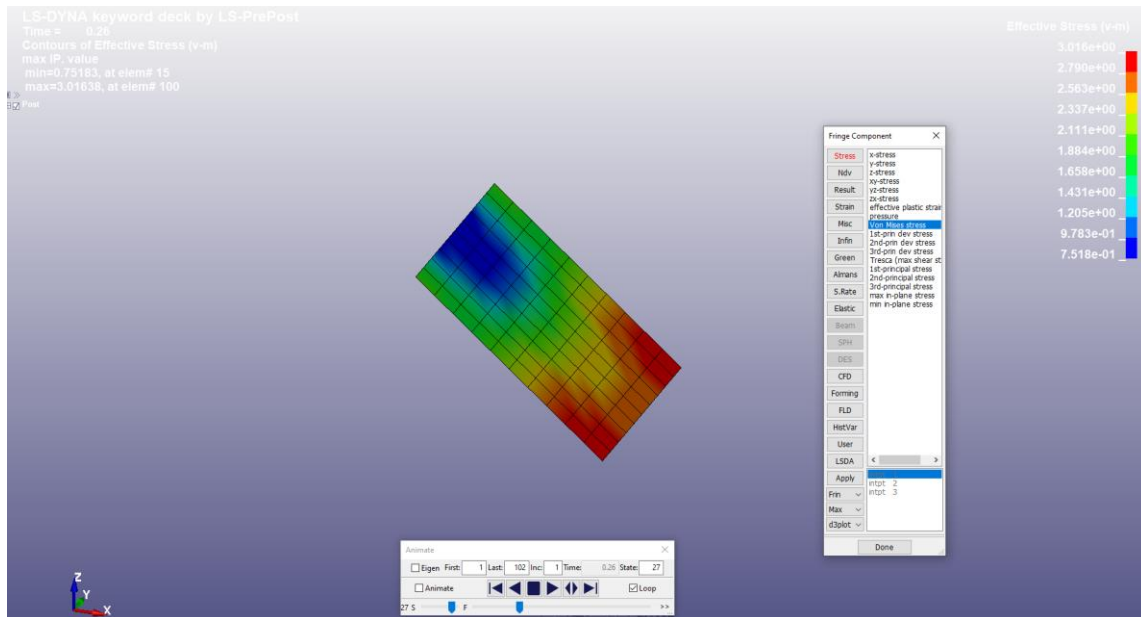 LS-DYNA keyword deck by LS-PrePost
Time = 0.26
Contours of Effective Stress (v-m)
max IP. value
min=0.75183, at elem# 15
max=3.01638, at elem# 100
Post
Effective Stress (v-m)
3.016e+00
2.790e+00
2.563e+00
2.337e+00
2.111e+00
1.884e+00
1.658e+00
1.431e+00
1.205e+00
9.783e-01
7.518e-01
Fringe Component
Stress
Ndv
Result
Strain
Misc
Infin
Green
Almans
S.Rate
Elastic
Beam
SPH
DES
CFD
Forming
FLD
HistVar
User
LSDA
Apply
Frin
Max
d3plot
x-stress
y-stress
z-stress
xy-stress
yz-stress
zx-stress
effective plastic strain
pressure
Von Mises stress
1st-prin dev stress
2nd-prin dev stress
3rd-prin dev stress
Tresca (max shear st
1st-principal stress
2nd-principal stress
3rd-principal stress
max in-plane stress
min in-plane stress
intpt 2
intpt 3
Done
Animate
Eigen First: 1 Last: 102 Inc: 1 Time: 0.26 State: 27
Animate Loop
27 S F >>
Z
Y
X